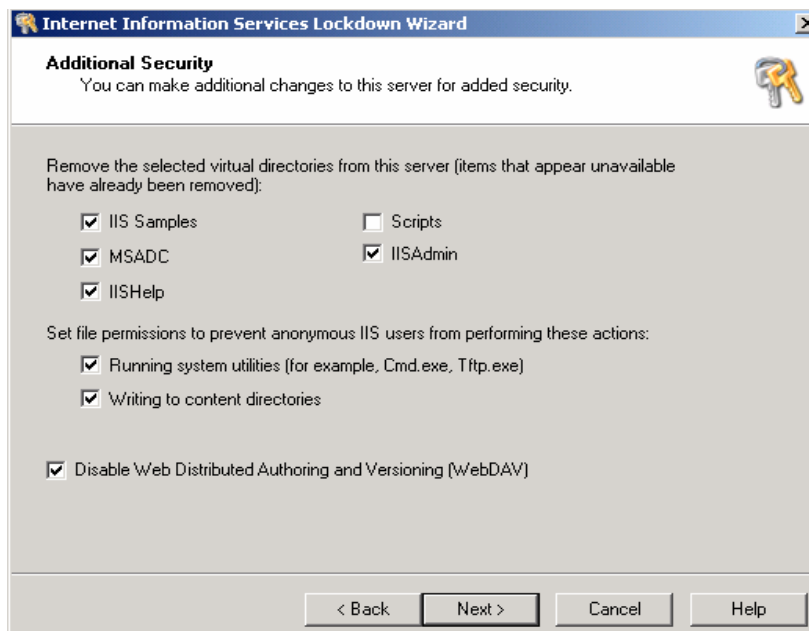 Internet Information Services Lockdown Wizard
Additional Security
You can make additional changes to this server for added security.
Remove the selected virtual directories from this server (items that appear unavailable
have already been removed):
IIS Samples
Scripts
MSADC
IISAdmin
IISHelp
Set file permissions to prevent anonymous IIS users from performing these actions:
Running system utilities (for example, Cmd.exe, Tftp.exe)
Writing to content directories
Disable Web Distributed Authoring and Versioning (WebDAV)
< Back
Next >
Cancel
Help